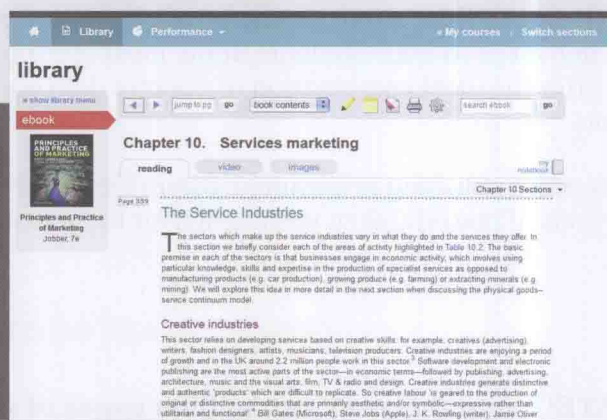 Library
Performance
« My courses
Switch sections
library
» show library menu
jump to pg
go
book contents
search ebook
go
ebook
PRINCIPLES
AND PRACTICE
OF MARKETING
Chapter 10. Services marketing
reading
video
images
my
notebook
Chapter 10 Sections
Page 339
Principles and Practice
of Marketing
Jobber, 7e
The Service Industries
The sectors which make up the service industries vary in what they do and the services they offer. In
this section we briefly consider each of the areas of activity highlighted in Table 10.2. The basic
premise in each of the sectors is that businesses engage in economic activity, which involves using
particular knowledge, skills and expertise in the production of specialist services as opposed to
manufacturing products (e.g. car production), growing produce (e.g. farming) or extracting minerals (e.g.
mining). We will explore this idea in more detail in the next section when discussing the physical goods–
service continuum model.
Creative industries
This sector relies on developing services based on creative skills: for example, creatives (advertising),
writers, fashion designers, artists, musicians, television producers. Creative industries are enjoying a period
of growth and in the UK around 2.2 million people work in this sector.³ Software development and electronic
publishing are the most active parts of the sector—in economic terms—followed by publishing, advertising,
architecture, music and the visual arts, film, TV & radio and design. Creative industries generate distinctive
and authentic 'products' which are difficult to replicate. So creative labour 'is geared to the production of
original or distinctive commodities that are primarily aesthetic and/or symbolic—expressive rather than
utilitarian and functional'.⁴ Bill Gates (Microsoft), Steve Jobs (Apple), J. K. Rowling (writer), Jamie Oliver